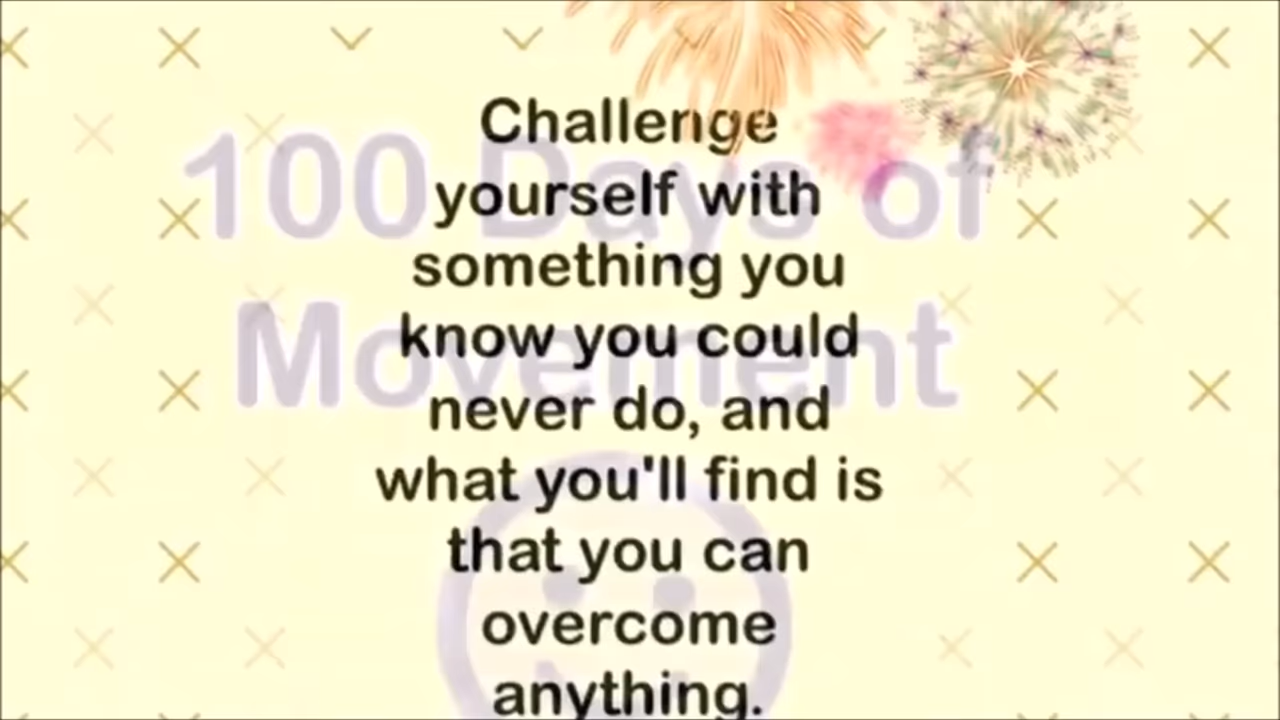 Challenge
yourself with
something you
know you could
never do, and
what you'll find is
that you can
overcome
anything.
100 Days of
Movement